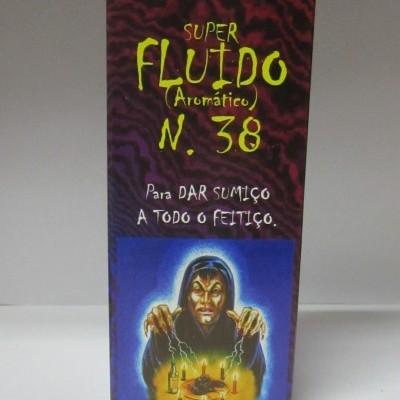 SUPER
FLUIDO
(Aromático)
N. 38
Para DAR SUMIÇO
A TODO O FEITIÇO.